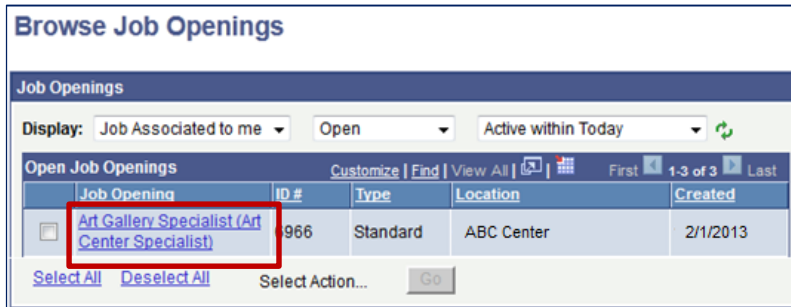 Browse Job Openings
Job Openings
Display: Job Associated to me Open Active within Today
Open Job Openings Customize | Find | View All | | First 1-3 of 3 Last
Job Opening ID # Type Location Created
Art Gallery Specialist (Art
Center Specialist) 6966 Standard ABC Center 2/1/2013
Select All Deselect All Select Action... Go